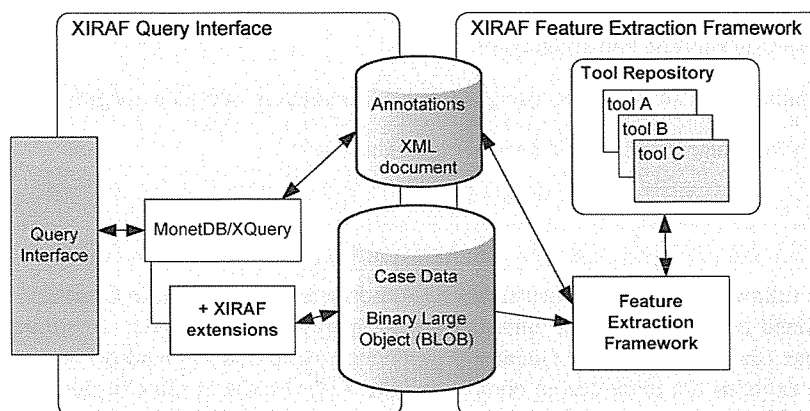 XIRAF Query Interface
XIRAF Feature Extraction Framework
Tool Repository
tool A
tool B
tool C
Annotations
XML
document
Query
Interface
MonetDB/XQuery
+ XIRAF
extensions
Case Data
Binary Large
Object (BLOB)
Feature
Extraction
Framework